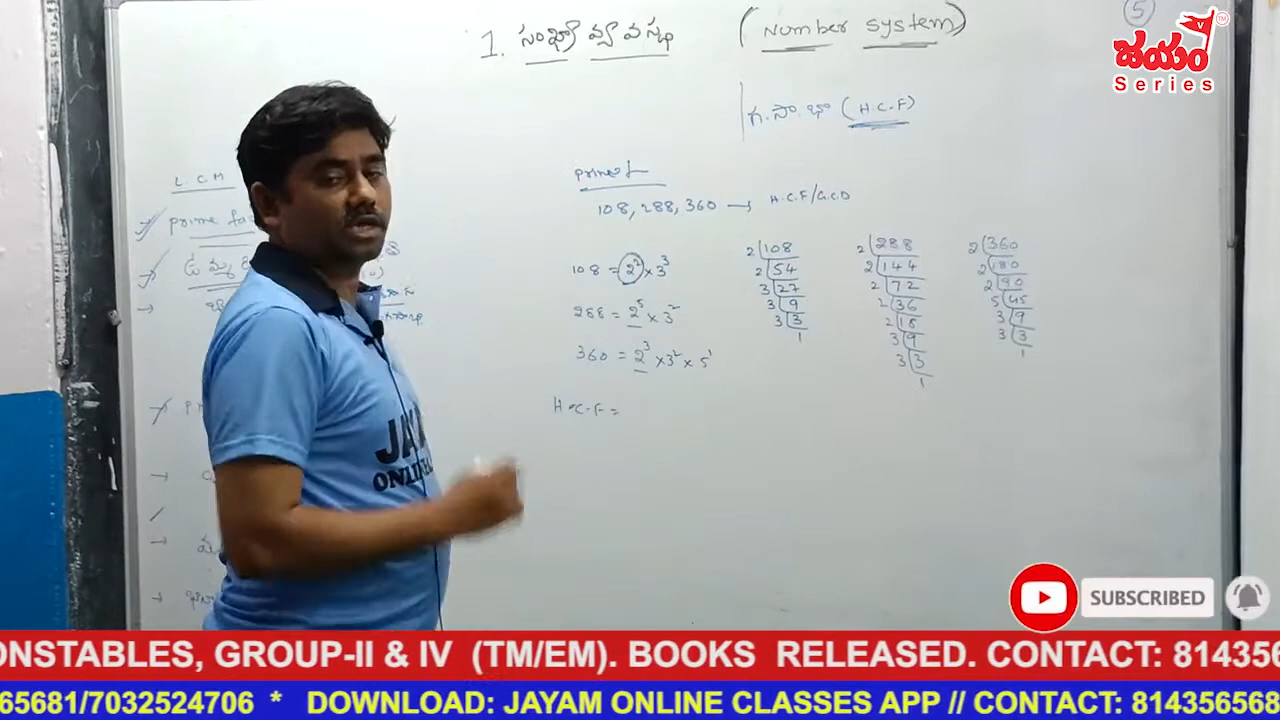 5
జయం
Series
1. సంఖ్యా వ్యవస్థ (Number System)
గ.సా.భా (H.C.F)
L.C.M
prime fa
prime f
108, 288, 360 → H.C.F/G.C.D
108 = 2² × 3³
288 = 2⁵ × 3²
360 = 2³ × 3² × 5¹
H.C.F =
2 108
2 54
3 27
3 9
3 3
1
2 288
2 144
2 72
2 36
2 18
3 9
3 3
1
2 360
2 180
2 90
5 45
3 9
3 3
1
JAY
ONLIN
SUBSCRIBED
ONSTABLES, GROUP-II & IV (TM/EM). BOOKS RELEASED. CONTACT: 814356
65681/7032524706 * DOWNLOAD: JAYAM ONLINE CLASSES APP // CONTACT: 814356568